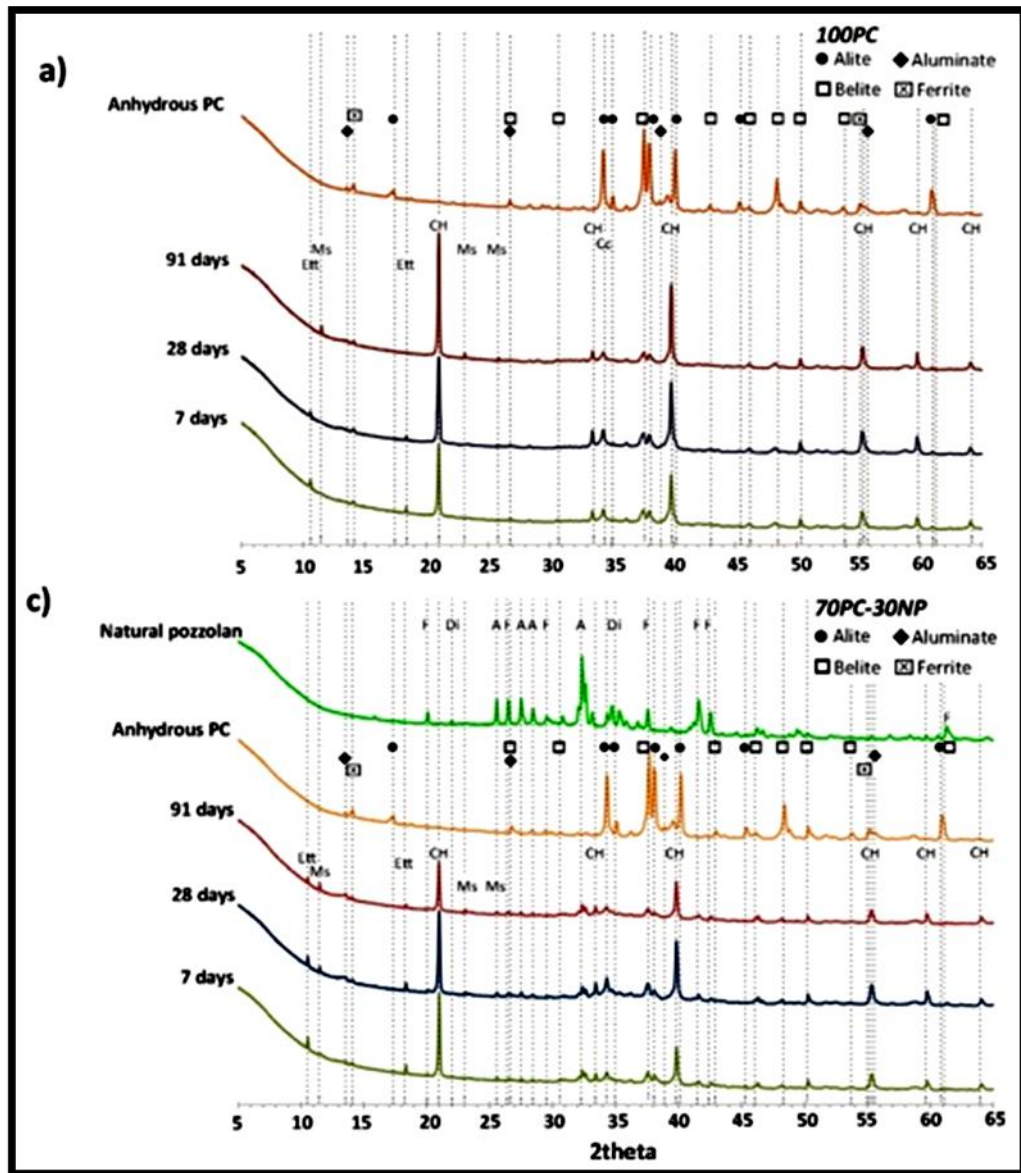 100PC
a)
Alite Aluminate
Belite Ferrite
Anhydrous PC
CH CH CH CH CH CH
Cc
91 days
Ms Ms Ms
Ett Ett
28 days
7 days
5 10 15 20 25 30 35 40 45 50 55 60 65
c)
70PC-30NP
Natural pozzolan
F Di A F A A F A Di F F F
Alite Aluminate
Belite Ferrite
F
Anhydrous PC
91 days
CH CH CH CH CH CH
Ett Ms Ett
Ms Ms
28 days
7 days
5 10 15 20 25 30 35 40 45 50 55 60 65
2theta